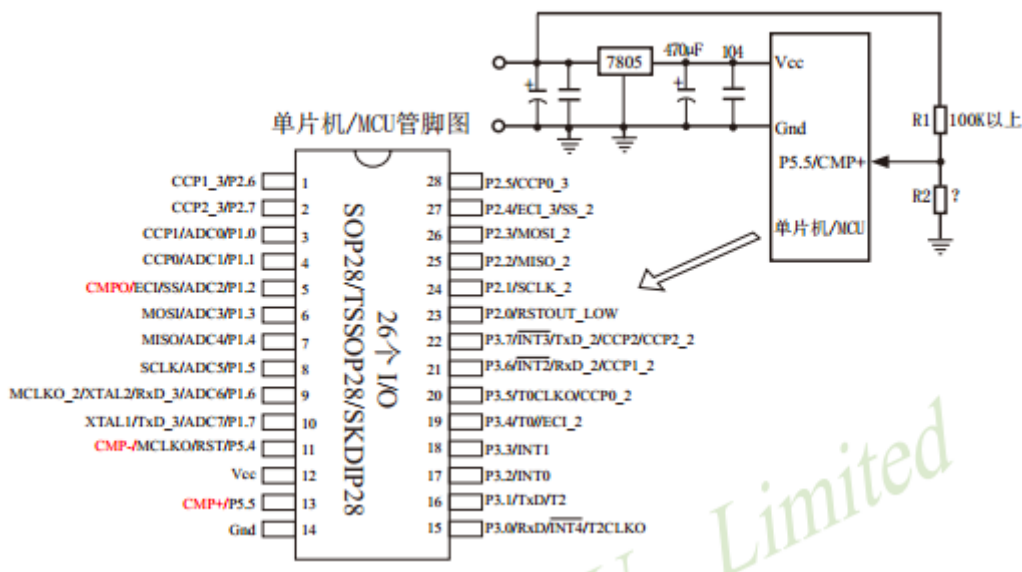 7805
470μF
104
Vcc
Gnd
P5.5/CMP+
单片机/MCU
R1
100K以上
R2
?
单片机/MCU管脚图
CCP1_3/P2.6
1
CCP2_3/P2.7
2
CCP1/ADC0/P1.0
3
CCP0/ADC1/P1.1
4
CMPO/ECI/SS/ADC2/P1.2
5
MOSI/ADC3/P1.3
6
MISO/ADC4/P1.4
7
SCLK/ADC5/P1.5
8
MCLKO_2/XTAL2/RxD_3/ADC6/P1.6
9
XTAL1/TxD_3/ADC7/P1.7
10
CMP-/MCLKO/RST/P5.4
11
Vcc
12
CMP+/P5.5
13
Gnd
14
SOP28/TSSOP28/SKDIP28
26个 I/O
28
P2.5/CCP0_3
27
P2.4/ECI_3/SS_2
26
P2.3/MOSI_2
25
P2.2/MISO_2
24
P2.1/SCLK_2
23
P2.0/RSTOUT_LOW
22
P3.7/INT3/TxD_2/CCP2/CCP2_2
21
P3.6/INT2/RxD_2/CCP1_2
20
P3.5/T0CLKO/CCP0_2
19
P3.4/T0//ECI_2
18
P3.3/INT1
17
P3.2/INT0
16
P3.1/TxD/T2
15
P3.0/RxD/INT4/T2CLKO
Limited